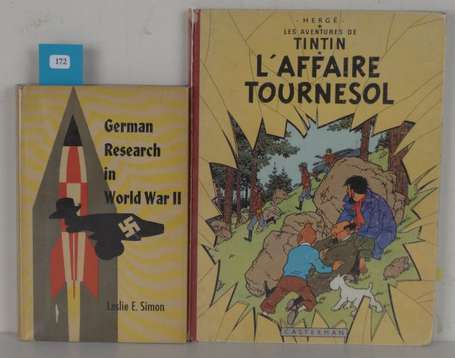 172
German
Research
in
World War II
Leslie E. Simon
HERGÉ
LES AVENTURES DE
TINTIN
L'AFFAIRE
TOURNESOL
CASTERMAN